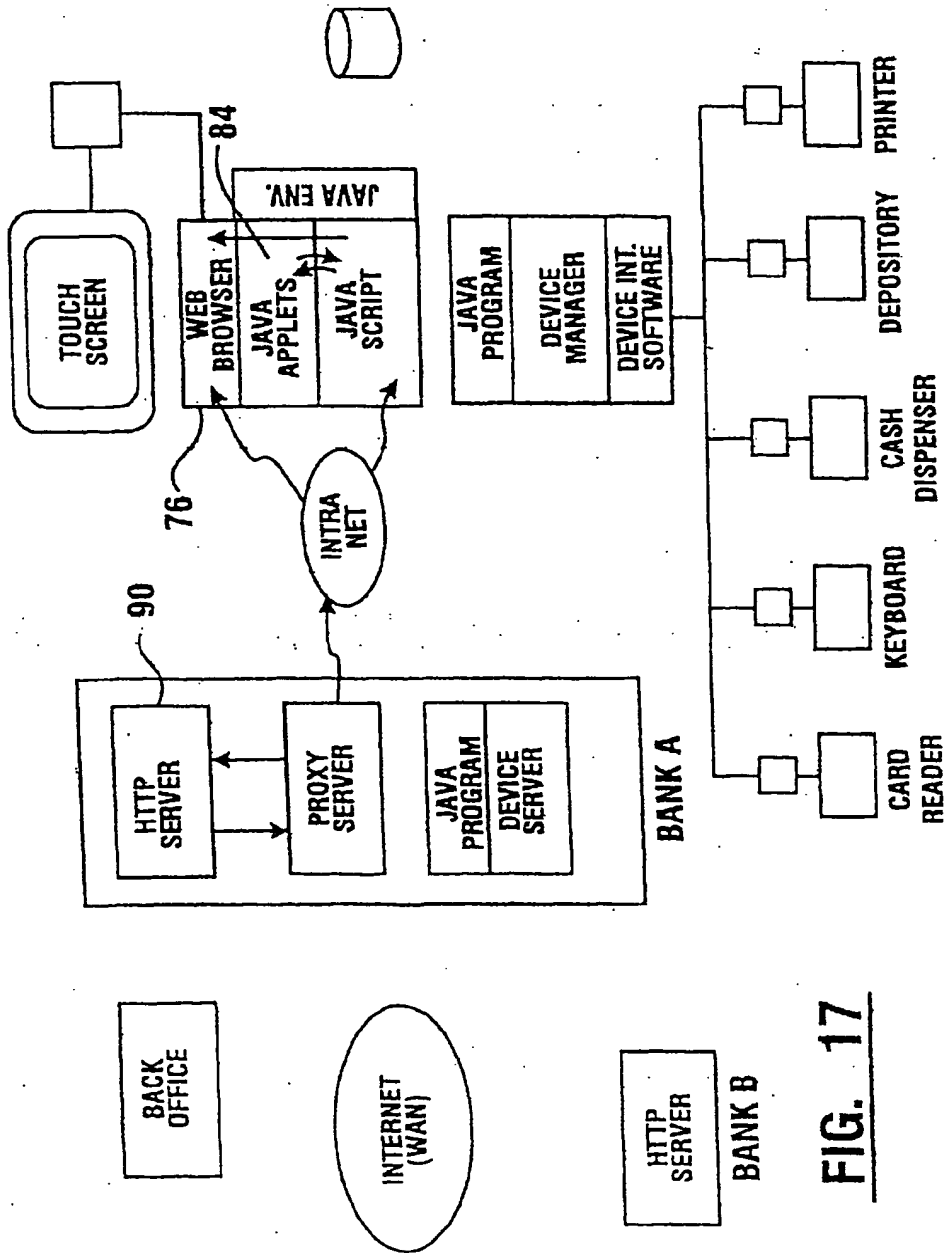 BACK
OFFICE
INTERNET
(WAN)
HTTP
SERVER
BANK B
FIG. 17
90
HTTP
SERVER
PROXY
SERVER
JAVA
PROGRAM
DEVICE
SERVER
BANK A
INTRA
NET
TOUCH
SCREEN
76
84
WEB
BROWSER
JAVA
APPLETS
JAVA
SCRIPT
JAVA ENV.
JAVA
PROGRAM
DEVICE
MANAGER
DEVICE INT.
SOFTWARE
CARD
READER
KEYBOARD
CASH
DISPENSER
DEPOSITORY
PRINTER